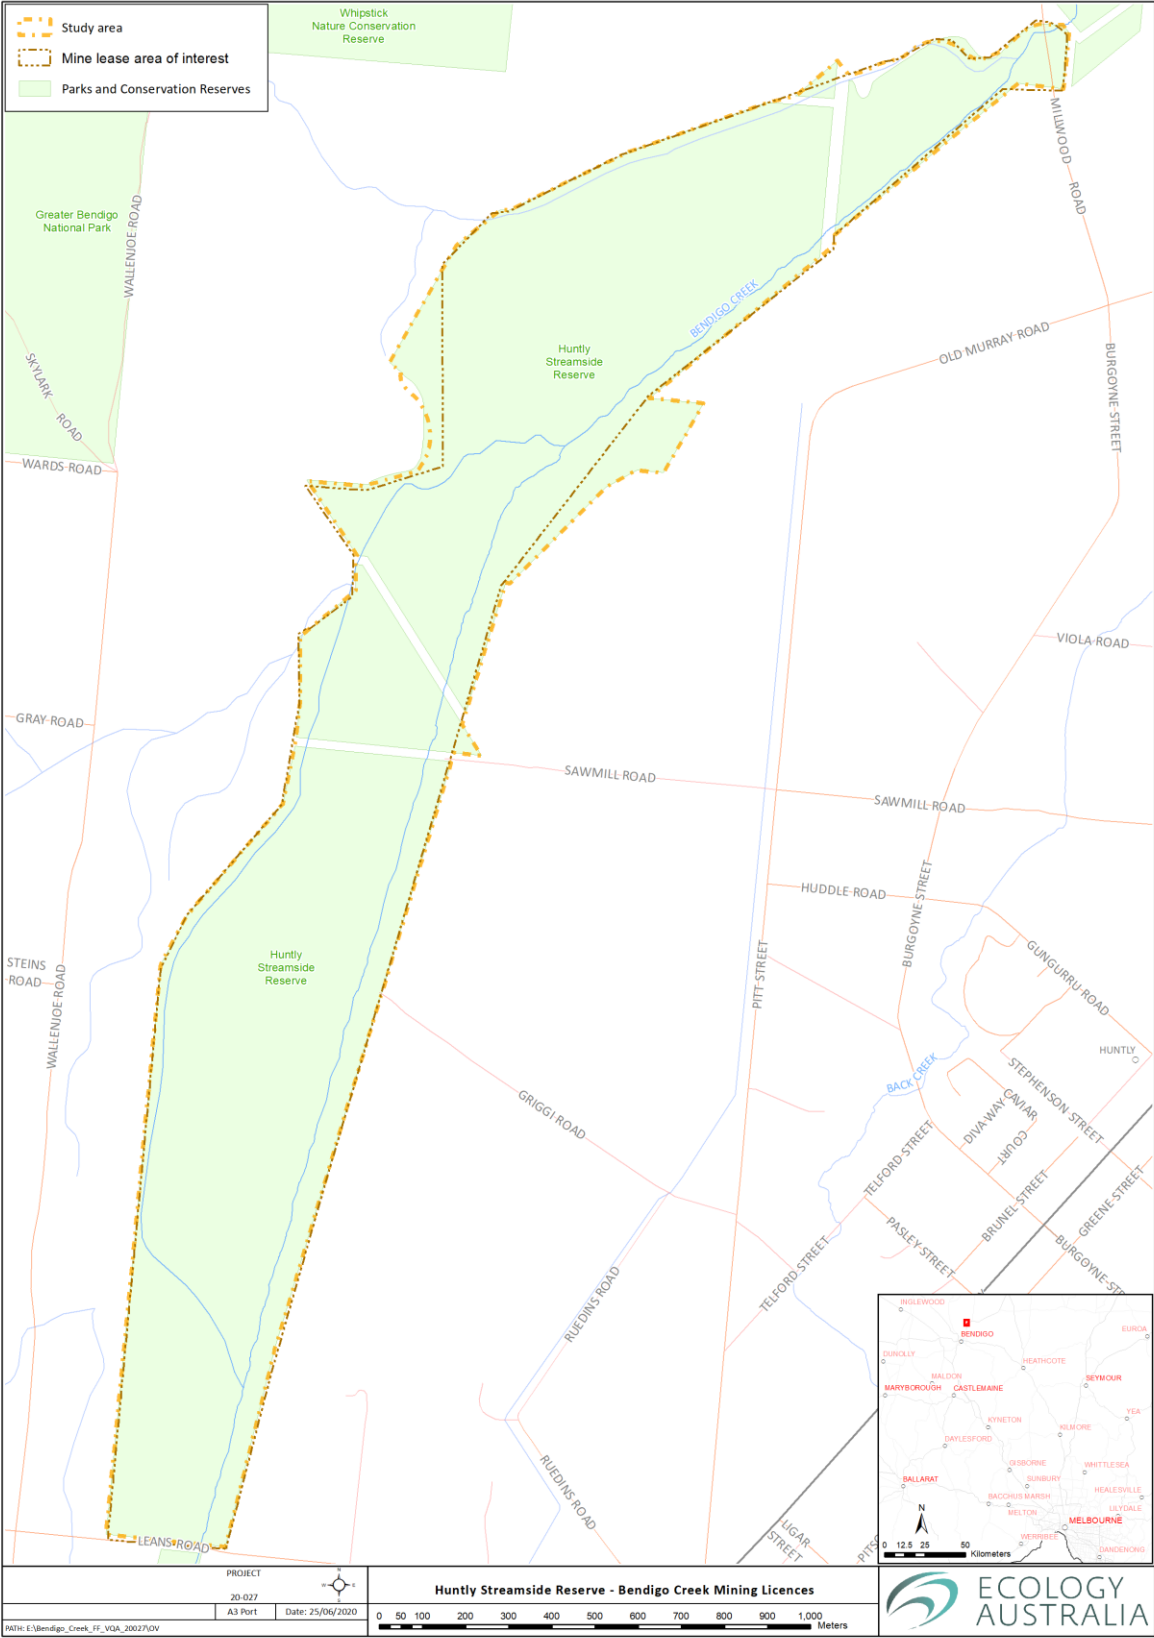 Study area
Mine lease area of interest
Parks and Conservation Reserves
Whipstick
Nature Conservation
Reserve
Greater Bendigo
National Park
WALLENJOE ROAD
MILLWOOD ROAD
SKYLARK ROAD
WARDS ROAD
BENDIGO CREEK
Huntly
Streamside
Reserve
OLD MURRAY ROAD
BURGOYNE STREET
VIOLA ROAD
GRAY ROAD
SAWMILL ROAD
SAWMILL ROAD
HUDDLE ROAD
BURGOYNE STREET
GUNGURRU ROAD
PITT STREET
Huntly
Streamside
Reserve
STEINS
ROAD
WALLENJOE ROAD
HUNTLY
BACK CREEK
STEPHENSON STREET
CAVIAR
COURT
DIVA WAY
GRIGGI ROAD
TELFORD STREET
BRUNEL STREET
GREENE STREET
PASLEY STREET
BURGOYNE STR
TELFORD STREET
RUEDINS ROAD
RUEDINS ROAD
LEANS ROAD
LIGAR
STREET
PITSC
INGLEWOOD
BENDIGO
EUROA
DUNOLLY
HEATHCOTE
MALDON
SEYMOUR
MARYBOROUGH
CASTLEMAINE
YEA
KYNETON
KILMORE
DAYLESFORD
GISBORNE
WHITTLESEA
SUNBURY
BALLARAT
HEALESVILLE
BACCHUS MARSH
LILYDALE
MELTON
MELBOURNE
WERRIBEE
DANDENONG
N
0 12.5 25 50
Kilometers
PROJECT
20-027
A3 Port
Date: 25/06/2020
N
W E
S
PATH: E:\Bendigo_Creek_FF_VQA_20027\OV
Huntly Streamside Reserve - Bendigo Creek Mining Licences
0 50 100 200 300 400 500 600 700 800 900 1,000
Meters
ECOLOGY
AUSTRALIA